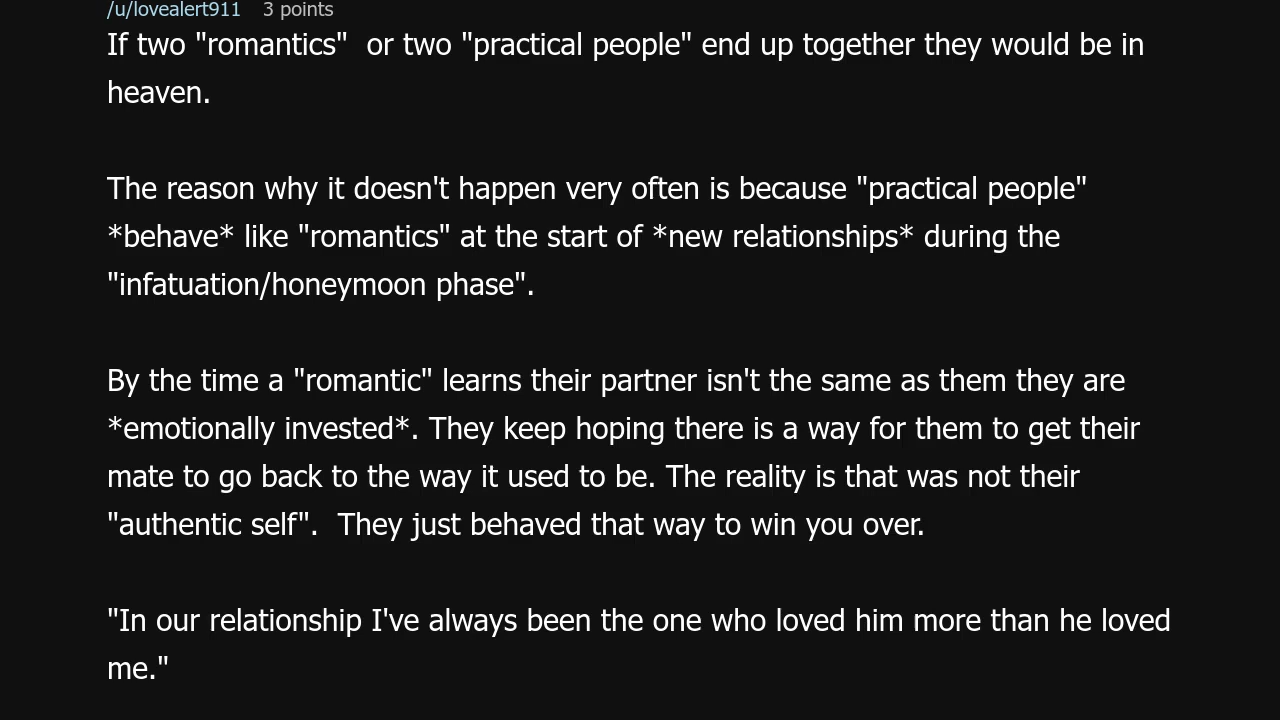 /u/lovealert911 3 points
If two "romantics"  or two "practical people" end up together they would be in
heaven.
The reason why it doesn't happen very often is because "practical people"
*behave* like "romantics" at the start of *new relationships* during the
"infatuation/honeymoon phase".
By the time a "romantic" learns their partner isn't the same as them they are
*emotionally invested*. They keep hoping there is a way for them to get their
mate to go back to the way it used to be. The reality is that was not their
"authentic self".  They just behaved that way to win you over.
"In our relationship I've always been the one who loved him more than he loved
me."